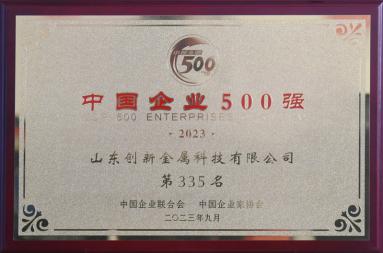 500
中国企业500强
TOP 500 ENTERPRISES
·2023·
山东创新金属科技有限公司
第335名
中国企业联合会 中国企业家协会
二〇二三年九月